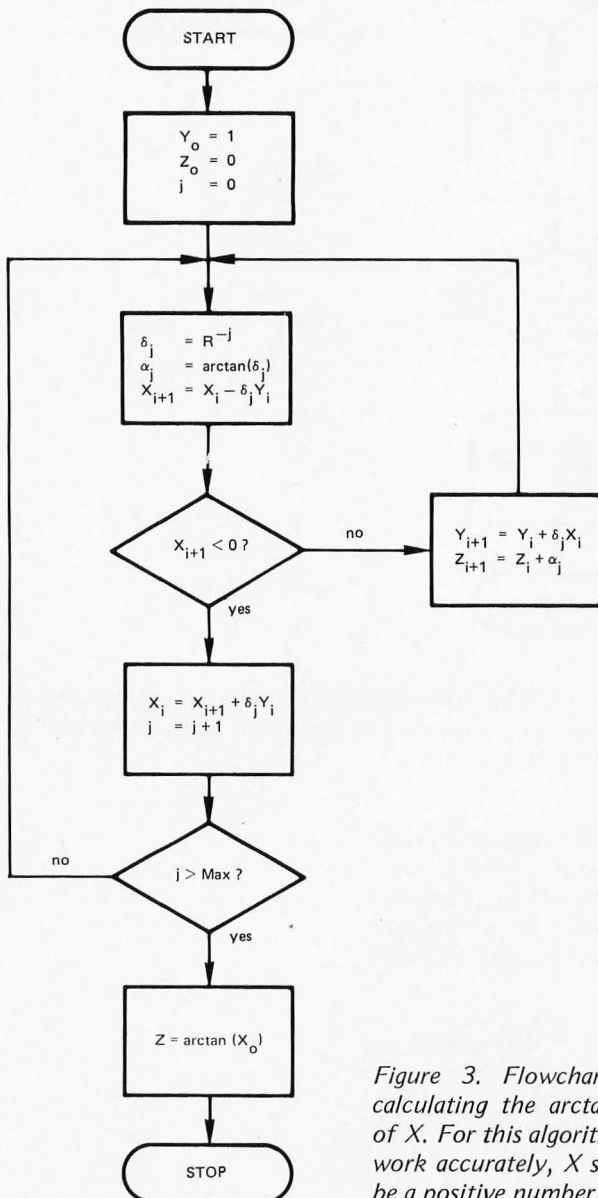 START
Y₀ = 1
Z₀ = 0
j = 0
δⱼ = R⁻ʲ
αⱼ = arctan(δⱼ)
Xᵢ₊₁ = Xᵢ – δⱼYᵢ
Xᵢ₊₁ < 0 ?
no
Yᵢ₊₁ = Yᵢ + δⱼXᵢ
Zᵢ₊₁ = Zᵢ + αⱼ
yes
Xᵢ = Xᵢ₊₁ + δⱼYᵢ
j = j+1
no
j > Max ?
yes
Z = arctan (X₀)
STOP
Figure 3. Flowchar
calculating the arcta
of X. For this algorit
work accurately, X s
be a positive number